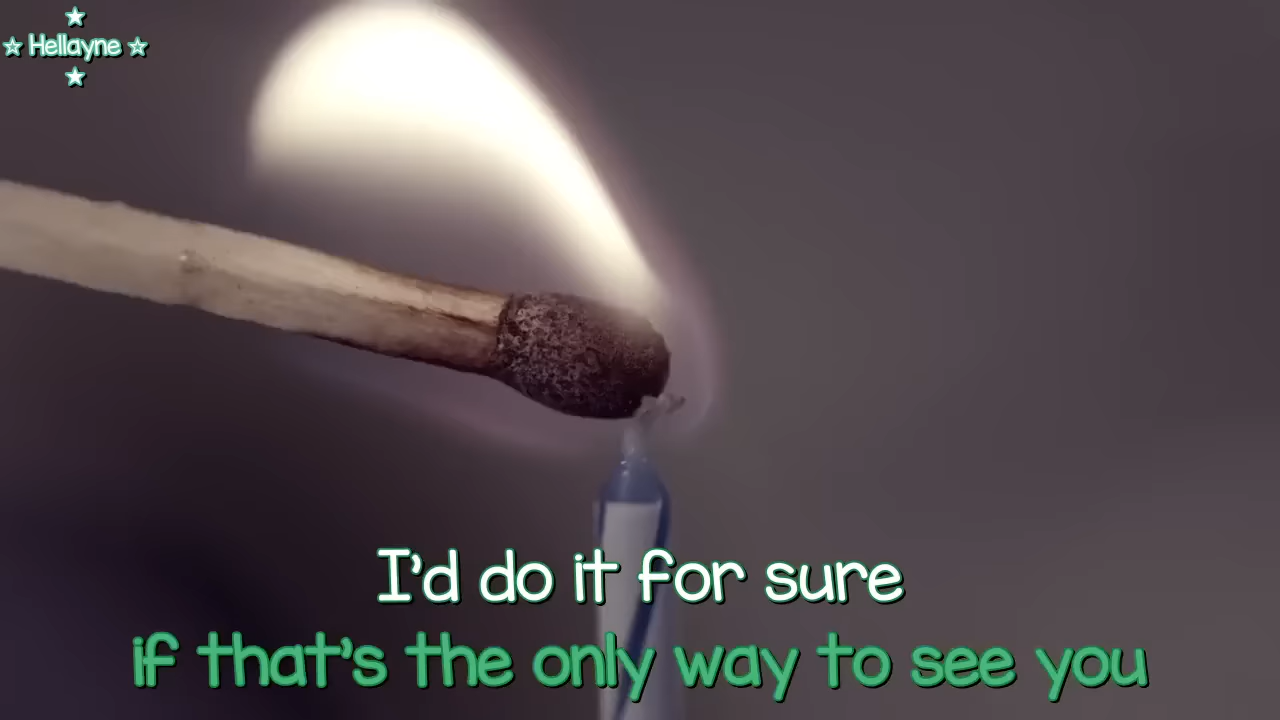 ☆ Hellayne ☆
I'd do it for sure
if that's the only way to see you